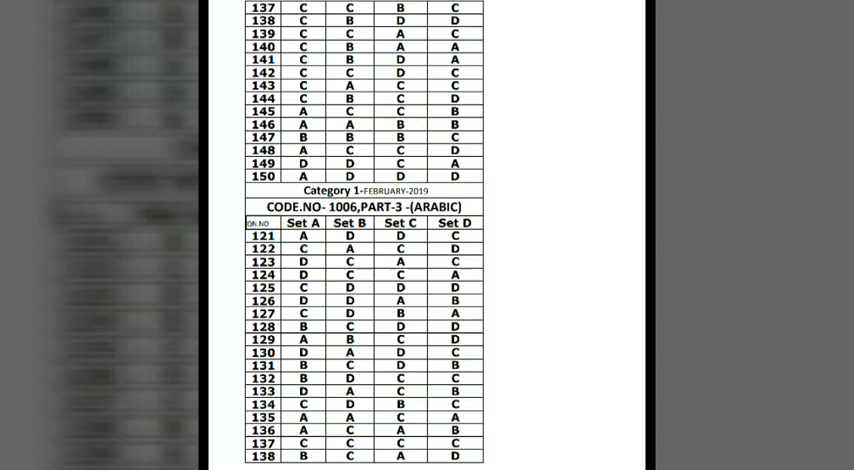 137 C C B C
138 C B D D
139 C C A C
140 C B A A
141 C B D A
142 C C D C
143 C A C C
144 C B C D
145 A C C B
146 A A B B
147 B B B C
148 A C C D
149 D D C A
150 A D D D
Category 1-FEBRUARY-2019
CODE.NO- 1006,PART-3 -(ARABIC)
QN.NO Set A Set B Set C Set D
121 A D D C
122 C A C D
123 D C A C
124 D C C A
125 C D D D
126 D D A B
127 C D B A
128 B C D D
129 A B C D
130 D A D C
131 B C D B
132 B D C C
133 D A C B
134 C D B C
135 A A C A
136 A C A B
137 C C C C
138 B C A D